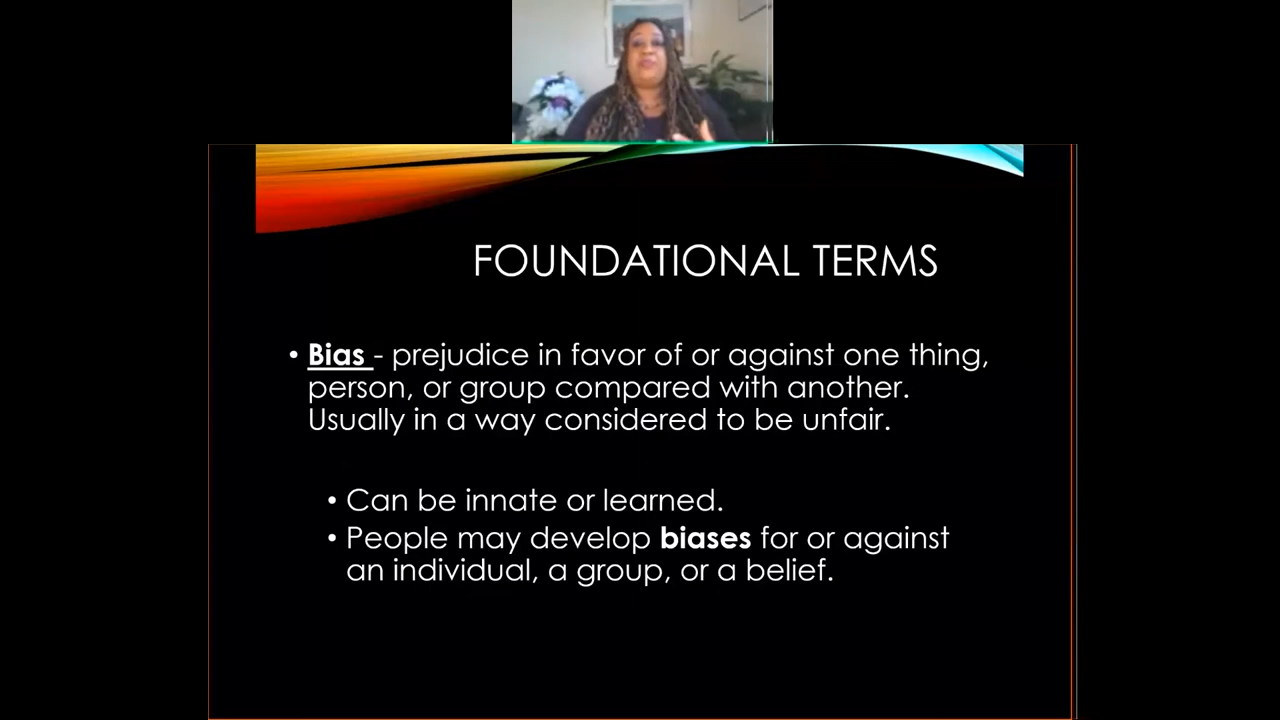 FOUNDATIONAL TERMS
• Bias - prejudice in favor of or against one thing,
person, or group compared with another.
Usually in a way considered to be unfair.
• Can be innate or learned.
• People may develop biases for or against
an individual, a group, or a belief.